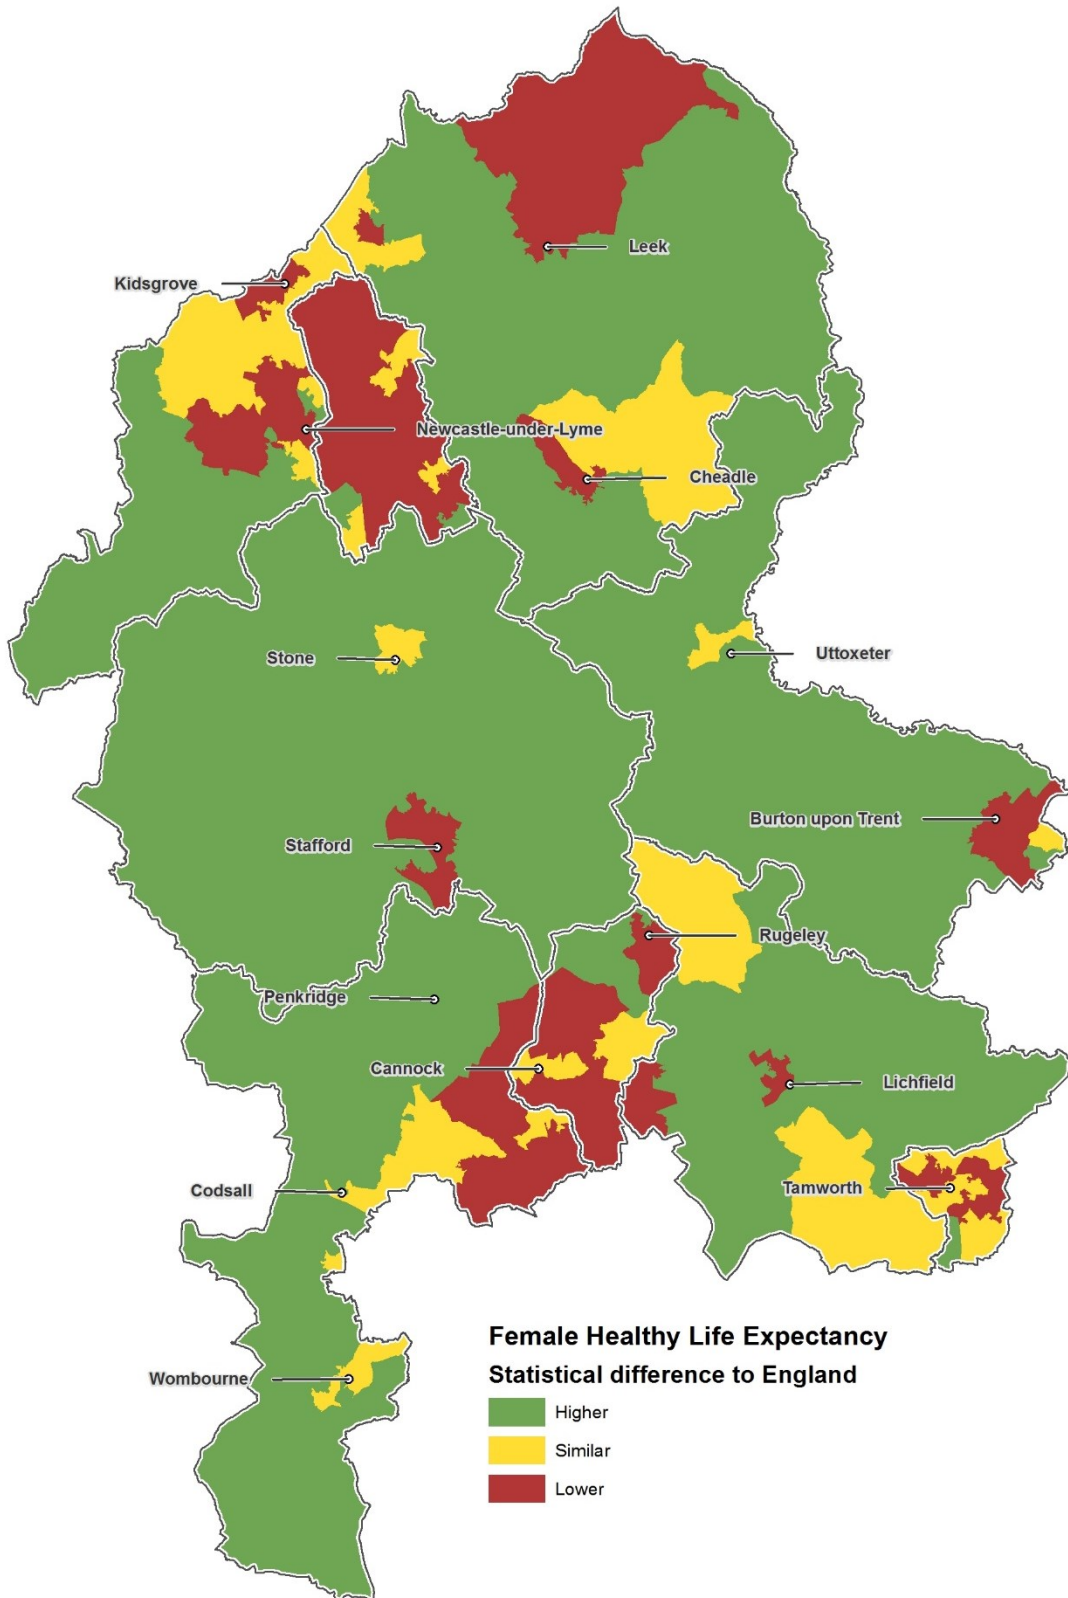 Leek
Kidsgrove
Newcastle-under-Lyme
Cheadle
Stone
Uttoxeter
Burton upon Trent
Stafford
Rugeley
Penkridge
Cannock
Lichfield
Codsall
Tamworth
Female Healthy Life Expectancy
Statistical difference to England
Wombourne
Higher
Similar
Lower